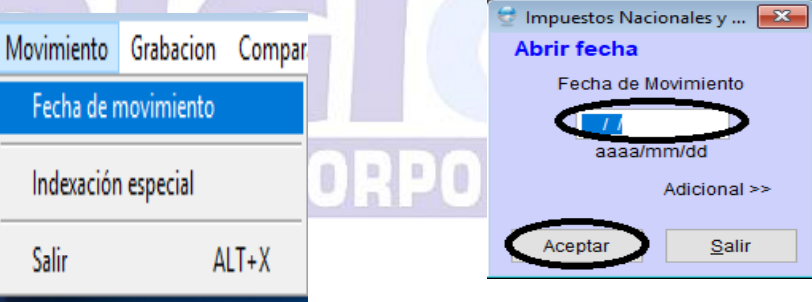 Movimiento Grabacion Compar
Fecha de movimiento
Indexación especial
Salir ALT+X
ORPO
Impuestos Nacionales y ...
Abrir fecha
Fecha de Movimiento
/ /
aaaa/mm/dd
Adicional >>
Aceptar Salir